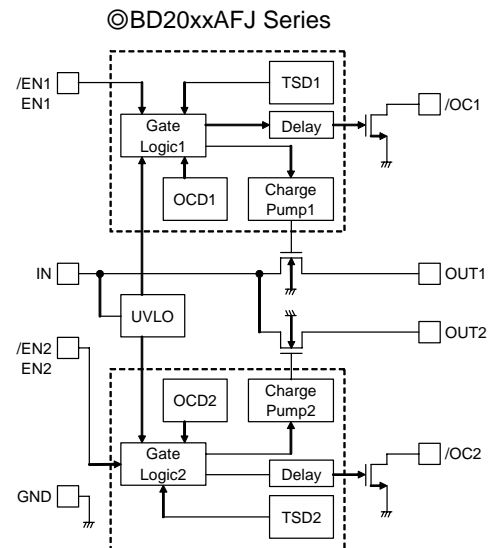 ◎BD20xxAFJ Series
/EN1
EN1
TSD1
/OC1
Gate
Logic1
Delay
OCD1
Charge
Pump1
IN
OUT1
UVLO
OUT2
/EN2
EN2
OCD2
Charge
Pump2
Gate
Logic2
Delay
/OC2
GND
TSD2